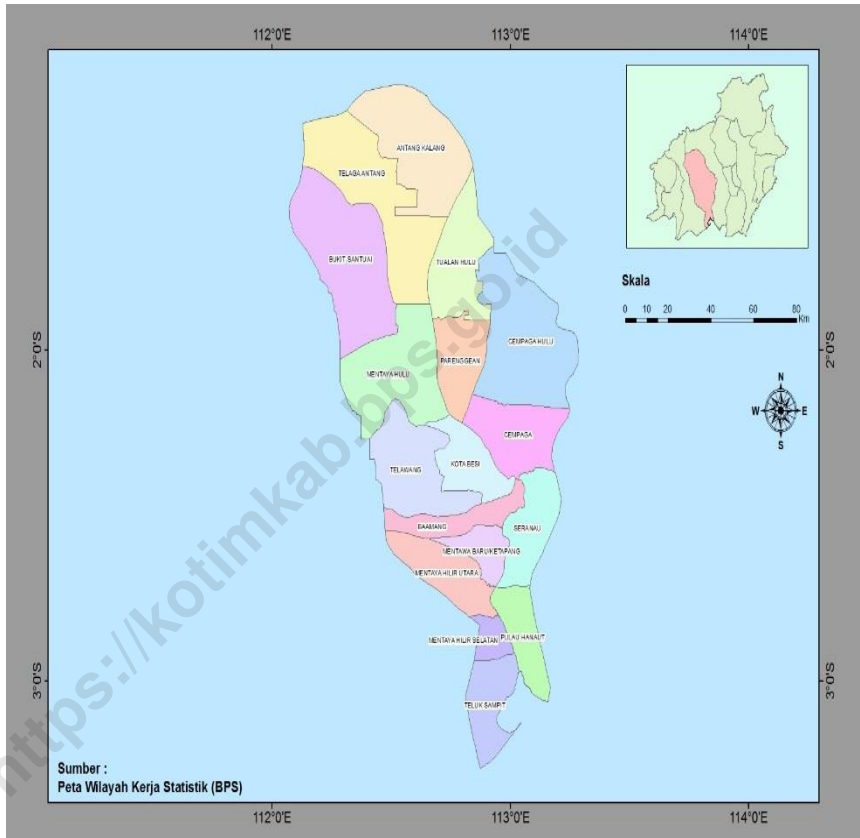 112°0'E 113°0'E 114°0'E
ANTANG KALANG
TELAGA ANTANG
BUKIT SANTUAI
TUALAN HULU
Skala
0 10 20 40 60 80
Km
CEMPAGA HULU
2°0'S 2°0'S
PARENGGEAN
MENTAYA HULU
N
W E
S
CEMPAGA
KOTA BESI
TELAWANG
BAAMANG
SERANAU
MENTAWA BARU/KETAPANG
MENTAYA HILIR UTARA
MENTAYA HILIR SELATAN
PULAU HANAUT
3°0'S 3°0'S
TELUK SAMPIT
Sumber :
Peta Wilayah Kerja Statistik (BPS)
112°0'E 113°0'E 114°0'E
https://kotimkab.bps.go.id